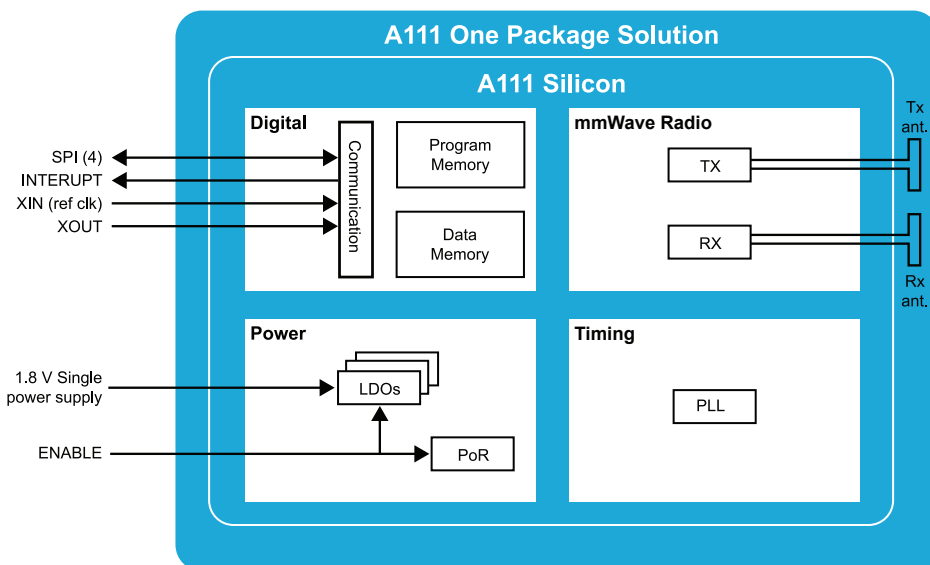 A111 One Package Solution
A111 Silicon
Digital
Communication
Program
Memory
Data
Memory
mmWave Radio
TX
RX
Tx
ant.
Rx
ant.
SPI (4)
INTERUPT
XIN (ref clk)
XOUT
Power
LDOs
PoR
1.8 V Single
power supply
ENABLE
Timing
PLL